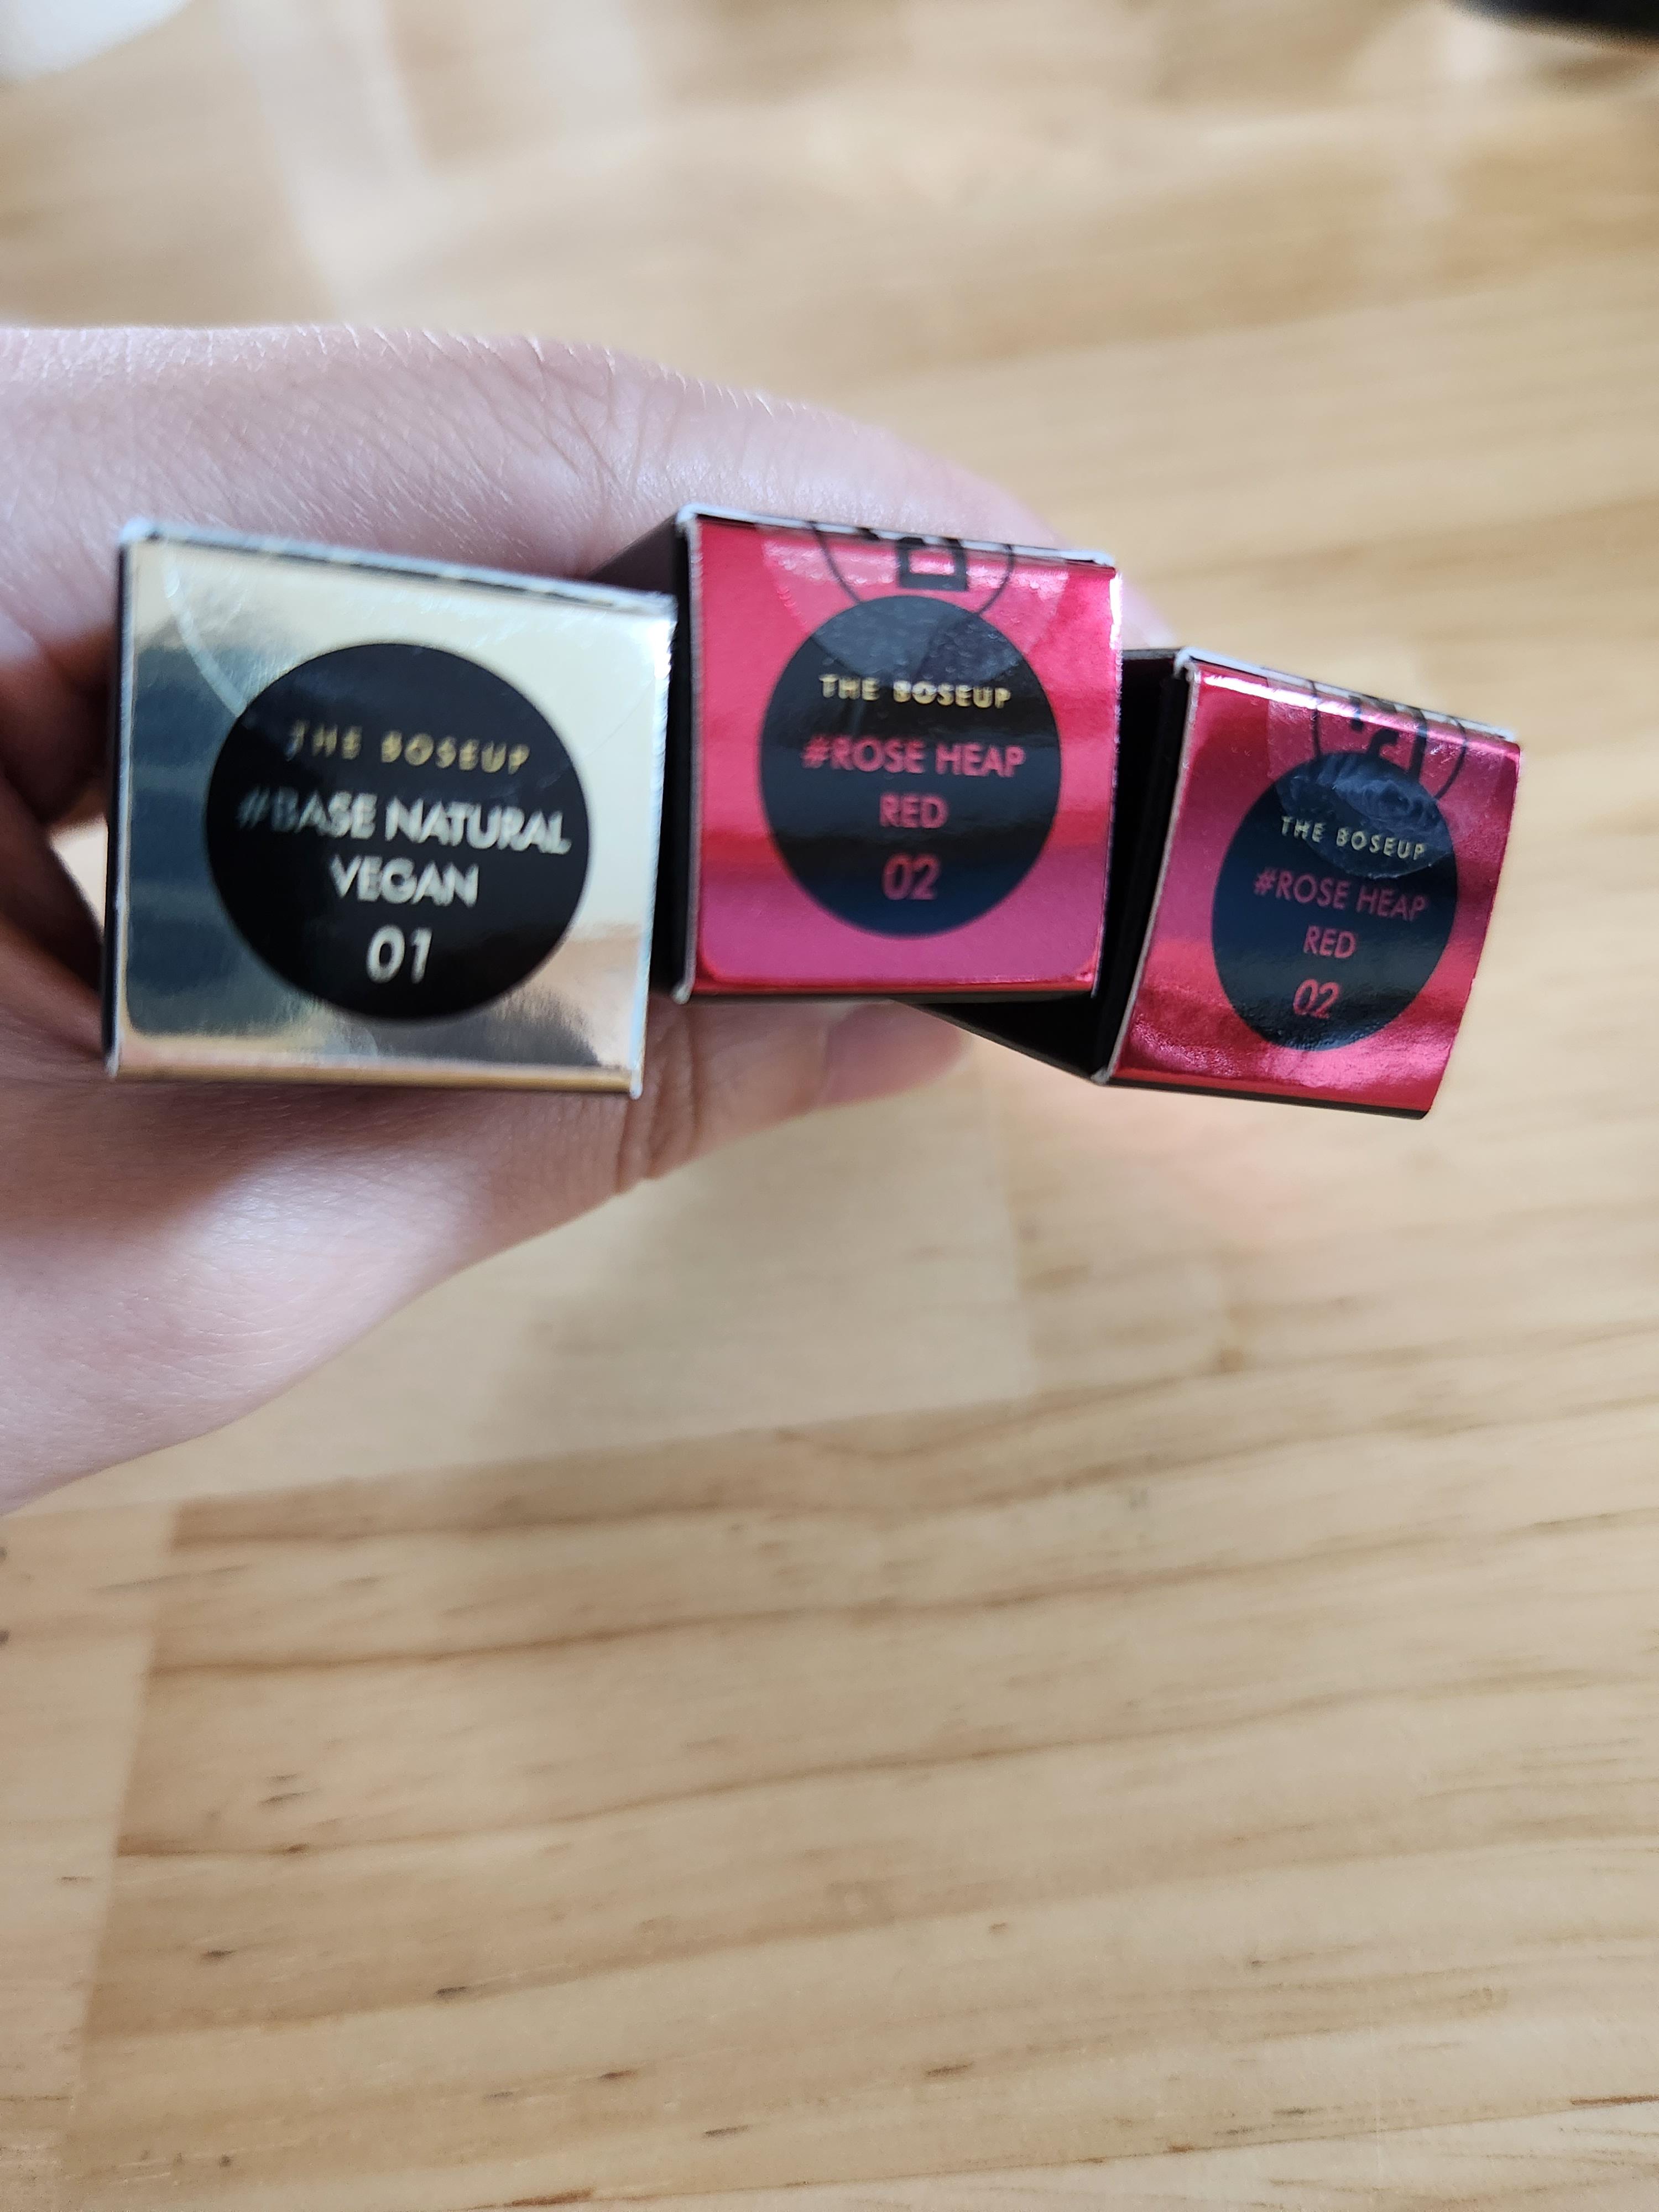 THE BOSEUP
#BASE NATURAL
VEGAN
01
THE BOSEUP
#ROSE HEAP
RED
02
THE BOSEUP
#ROSE HEAP
RED
02